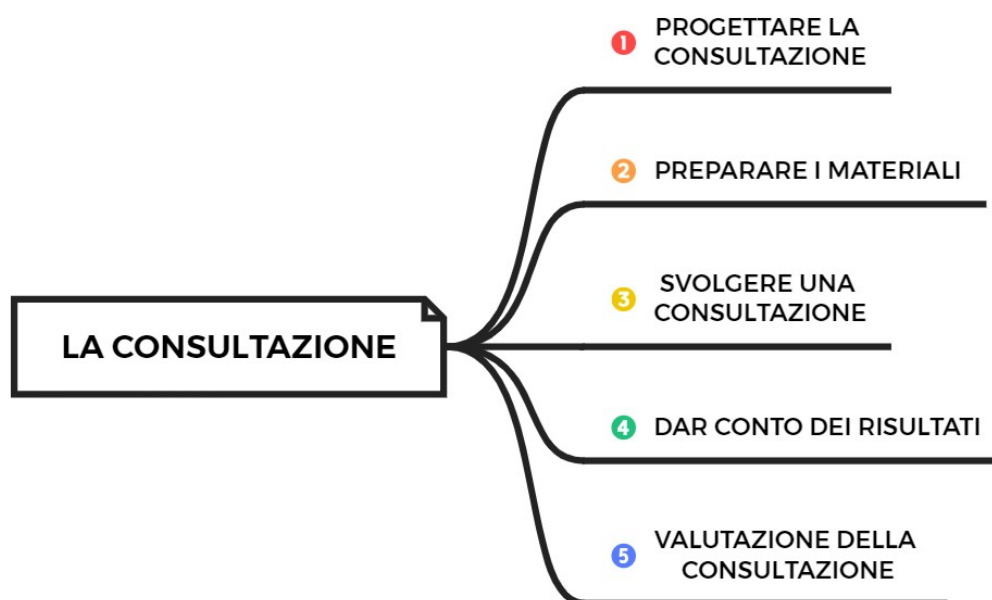 1 PROGETTARE LA
CONSULTAZIONE
2 PREPARARE I MATERIALI
3 SVOLGERE UNA
CONSULTAZIONE
LA CONSULTAZIONE
4 DAR CONTO DEI RISULTATI
5 VALUTAZIONE DELLA
CONSULTAZIONE